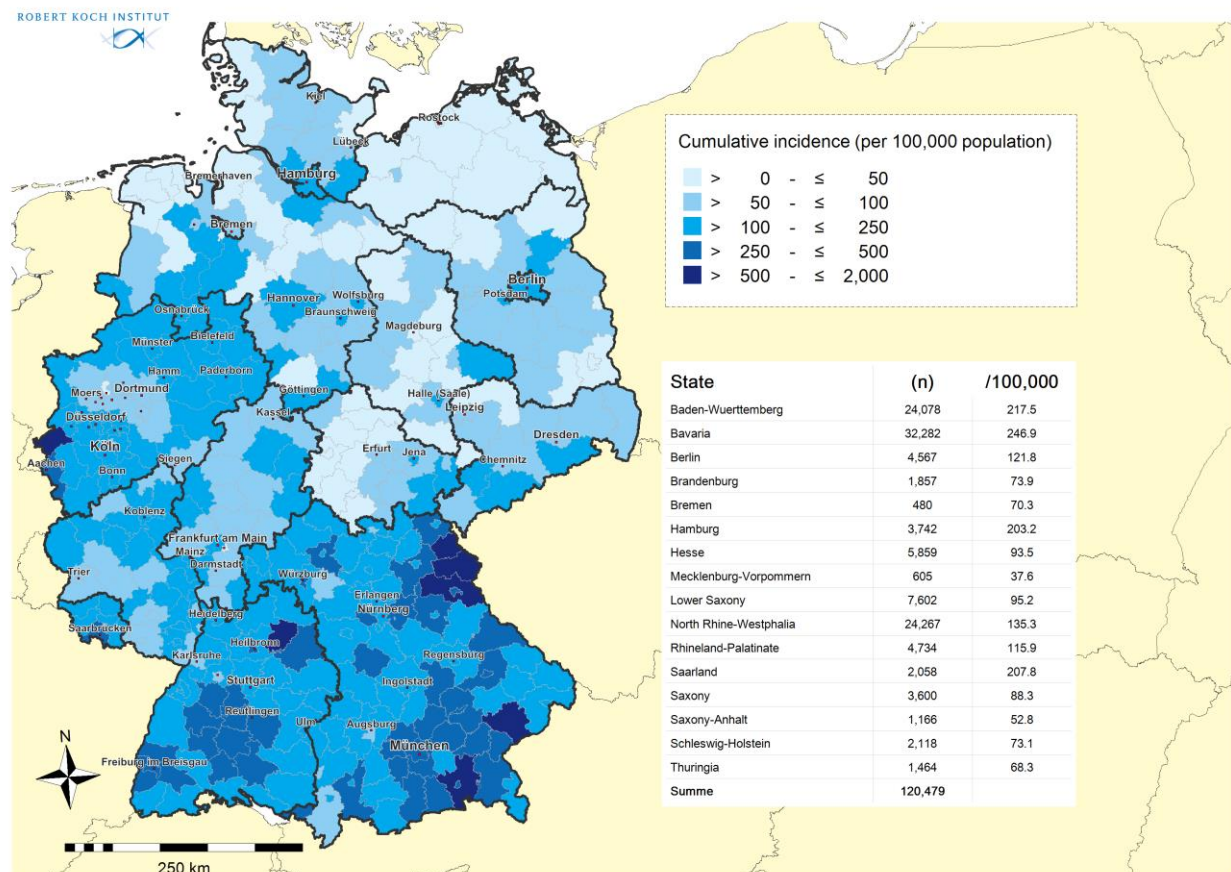 ROBERT KOCH INSTITUT
Kiel
Rostock
Lübeck
Hamburg
Bremerhaven
Bremen
Berlin
Potsdam
Hannover
Wolfsburg
Braunschweig
Magdeburg
Osnabrück
Bielefeld
Münster
Hamm
Paderborn
Moers
Dortmund
Göttingen
Halle (Saale)
Leipzig
Kassel
Düsseldorf
Dresden
Köln
Erfurt
Jena
Chemnitz
Aachen
Siegen
Bonn
Koblenz
Frankfurt am Main
Mainz
Darmstadt
Trier
Würzburg
Erlangen
Nürnberg
Heidelberg
Saarbrücken
Heilbronn
Karlsruhe
Regensburg
Stuttgart
Ingolstadt
Reutlingen
Ulm
Augsburg
München
Freiburg im Breisgau
N
250 km
Cumulative incidence (per 100,000 population)
> 0 - ≤ 50
> 50 - ≤ 100
> 100 - ≤ 250
> 250 - ≤ 500
> 500 - ≤ 2,000
State (n) /100,000
Baden-Wuerttemberg 24,078 217.5
Bavaria 32,282 246.9
Berlin 4,567 121.8
Brandenburg 1,857 73.9
Bremen 480 70.3
Hamburg 3,742 203.2
Hesse 5,859 93.5
Mecklenburg-Vorpommern 605 37.6
Lower Saxony 7,602 95.2
North Rhine-Westphalia 24,267 135.3
Rhineland-Palatinate 4,734 115.9
Saarland 2,058 207.8
Saxony 3,600 88.3
Saxony-Anhalt 1,166 52.8
Schleswig-Holstein 2,118 73.1
Thuringia 1,464 68.3
Summe 120,479